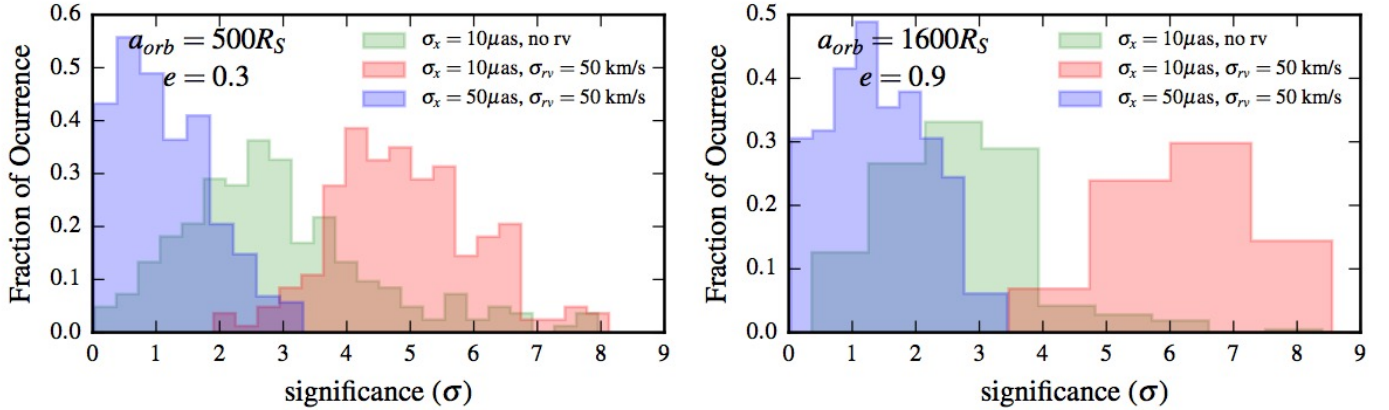 a_orb = 500R_S
e = 0.3
σ_x = 10μas, no rv
σ_x = 10μas, σ_rv = 50 km/s
σ_x = 50μas, σ_rv = 50 km/s
Fraction of Ocurrence
0.6
0.5
0.4
0.3
0.2
0.1
0.0
0 1 2 3 4 5 6 7 8 9
significance (σ)
a_orb = 1600R_S
e = 0.9
σ_x = 10μas, no rv
σ_x = 10μas, σ_rv = 50 km/s
σ_x = 50μas, σ_rv = 50 km/s
Fraction of Ocurrence
0.5
0.4
0.3
0.2
0.1
0.0
0 1 2 3 4 5 6 7 8 9
significance (σ)